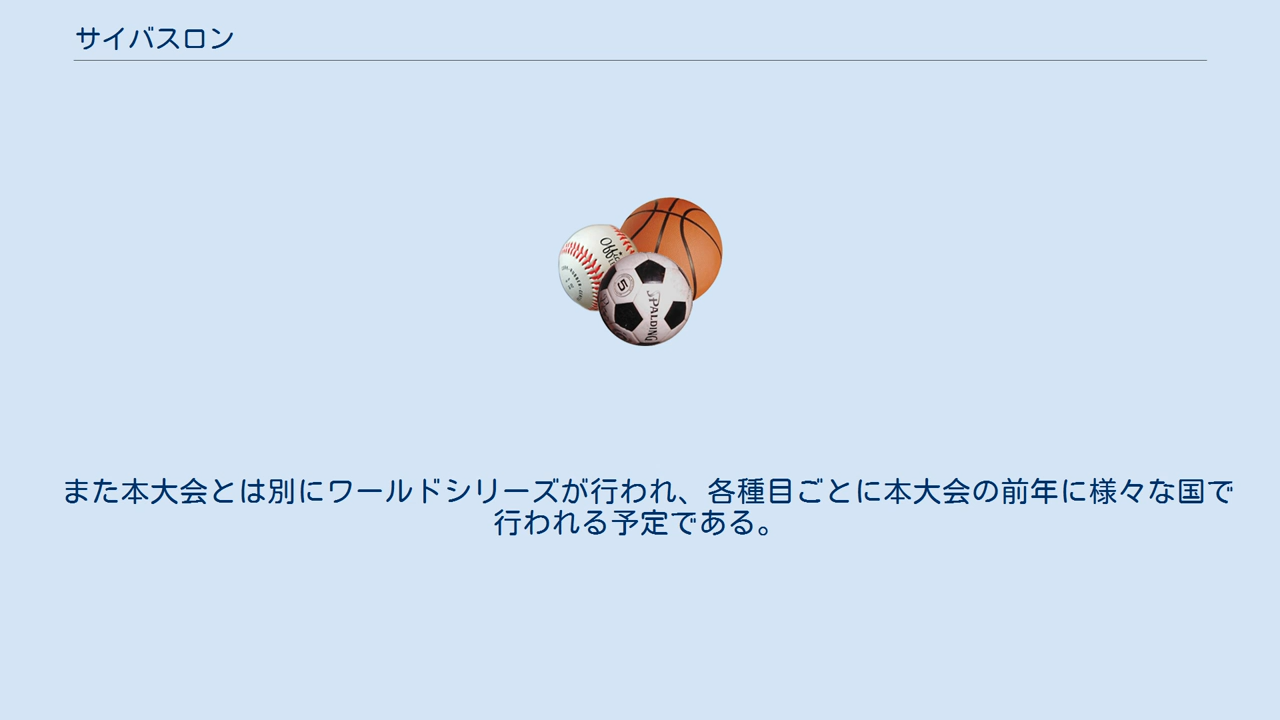 サイバスロン
5
SPALDING
また本大会とは別にワールドシリーズが行われ、各種目ごとに本大会の前年に様々な国で
行われる予定である。